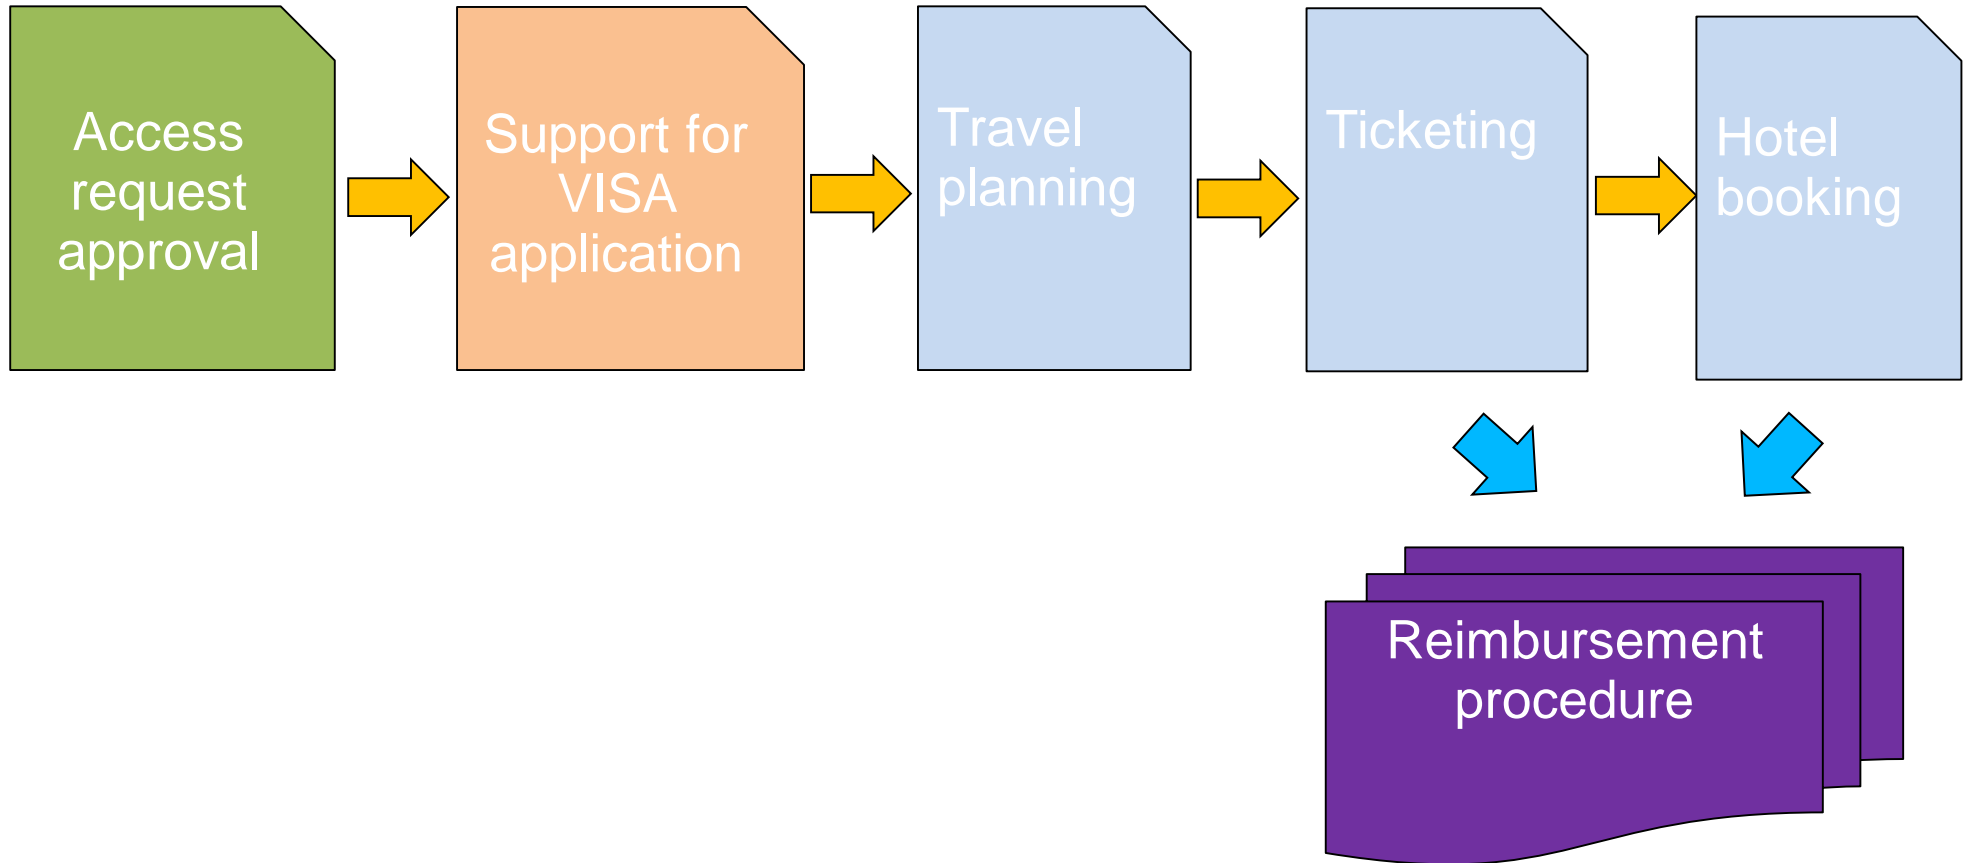 Access
request
approval
Support for
VISA
application
Travel
planning
Ticketing
Hotel
booking
Reimbursement
procedure